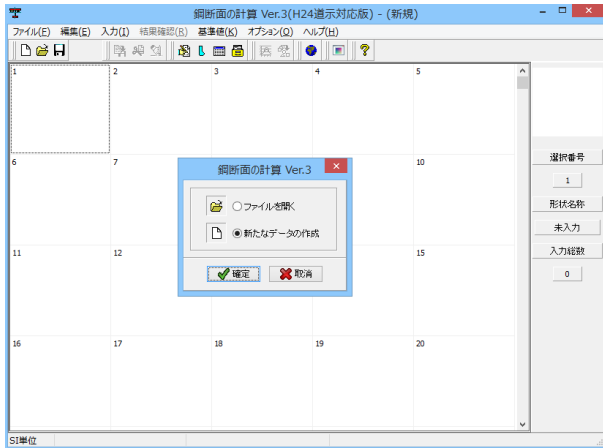 鋼断面の計算 Ver.3(H24道示対応版) - (新規)
ファイル(F) 編集(E) 入力(I) 結果確認(R) 基準値(K) オプション(O) ヘルプ(H)
1 2 3 4 5
選択番号
1
形状名称
未入力
入力総数
0
6 7 10
鋼断面の計算 Ver.3
ファイルを開く
新たなデータの作成
確定 取消
11 12 15
16 17 18 19 20
SI単位